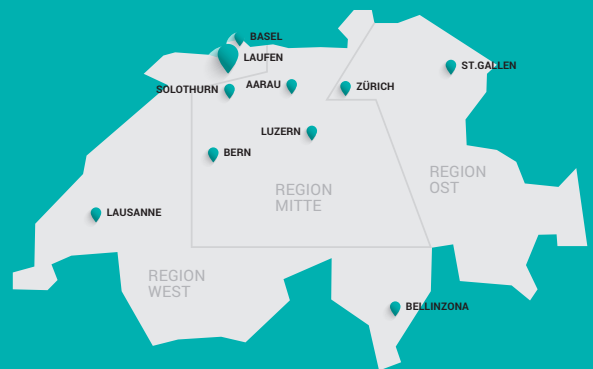 BASEL
LAUFEN
ST.GALLEN
SOLOTHURN
AARAU
ZÜRICH
LUZERN
BERN
REGION
OST
REGION
MITTE
LAUSANNE
REGION
WEST
BELLINZONA